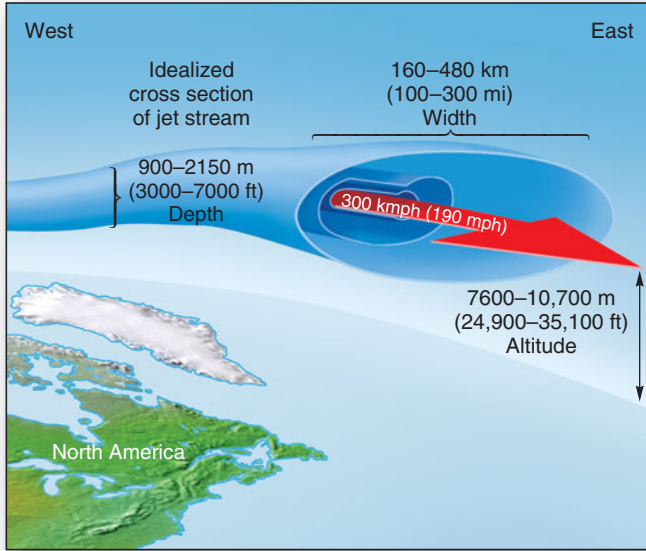 West
East
Idealized
cross section
of jet stream
160–480 km
(100–300 mi)
Width
900–2150 m
(3000–7000 ft)
Depth
300 kmph (190 mph)
7600–10,700 m
(24,900–35,100 ft)
Altitude
North America